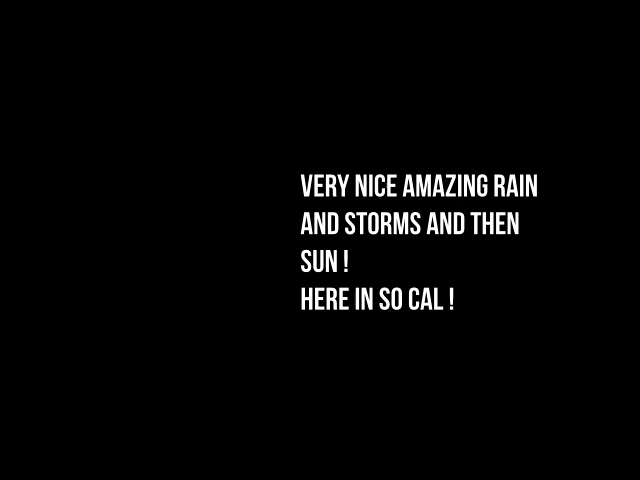 VERY NICE AMAZING RAIN
AND STORMS AND THEN
SUN !
HERE IN SO CAL !